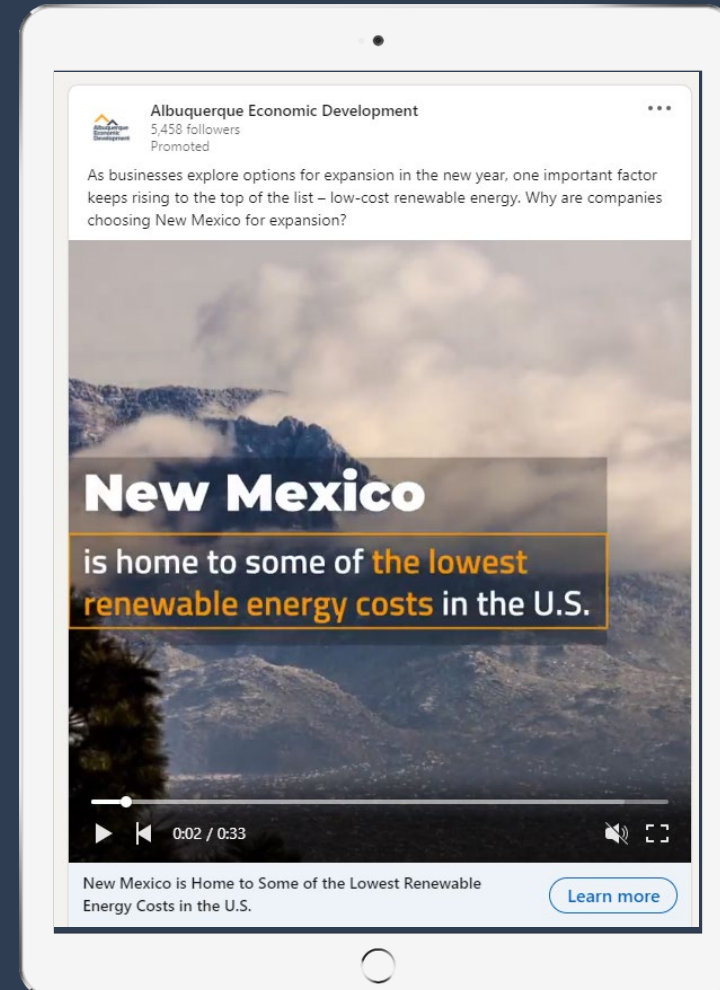 Albuquerque Economic Development
5,458 followers
Promoted
Albuquerque
Economic
Development
As businesses explore options for expansion in the new year, one important factor
keeps rising to the top of the list – low-cost renewable energy. Why are companies
choosing New Mexico for expansion?
New Mexico
is home to some of the lowest
renewable energy costs in the U.S.
0:02 / 0:33
New Mexico is Home to Some of the Lowest Renewable
Energy Costs in the U.S.
Learn more